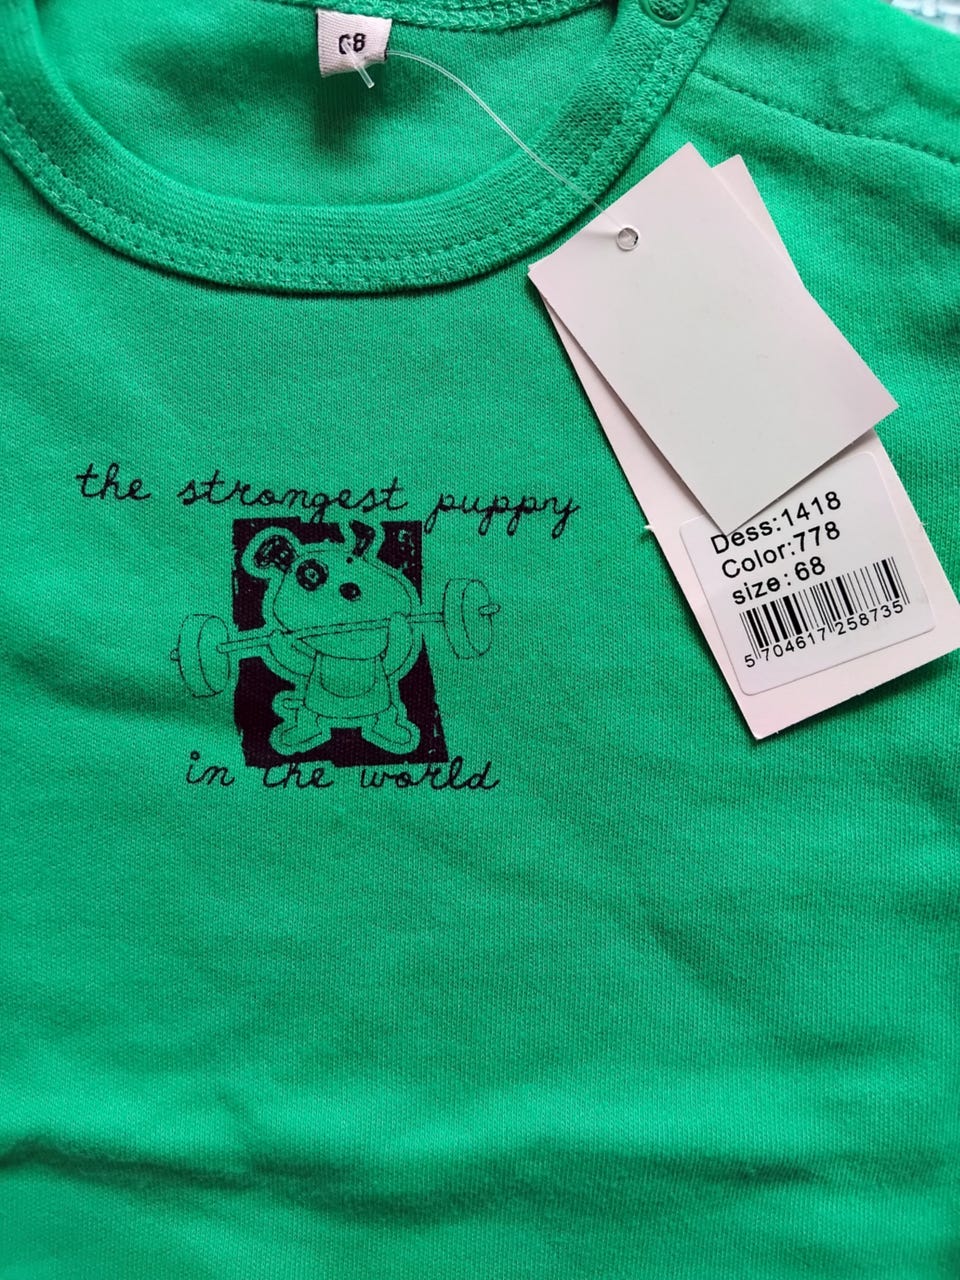 68
the strongest puppy
in the world
Dess:1418
Color:778
size:68
5 704617 258735